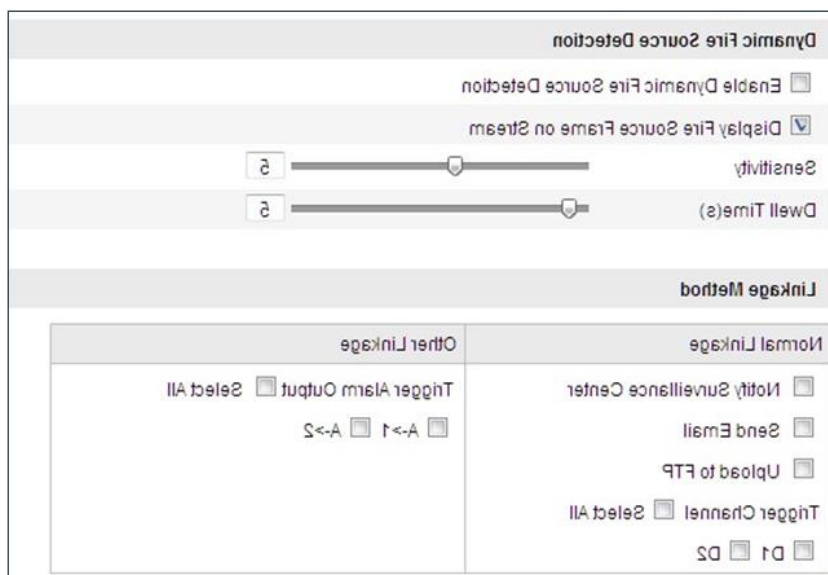 Dynamic Fire Source Detection
Enable Dynamic Fire Source Detection
Display Fire Source Frame on Stream
Sensitivity 5
Dwell Time(s) 5
Linkage Method
Normal Linkage
Notify Surveillance Center
Send Email
Upload to FTP
Trigger Channel Select All
D1 D2
Other Linkage
Trigger Alarm Output Select All
A->1 A->2